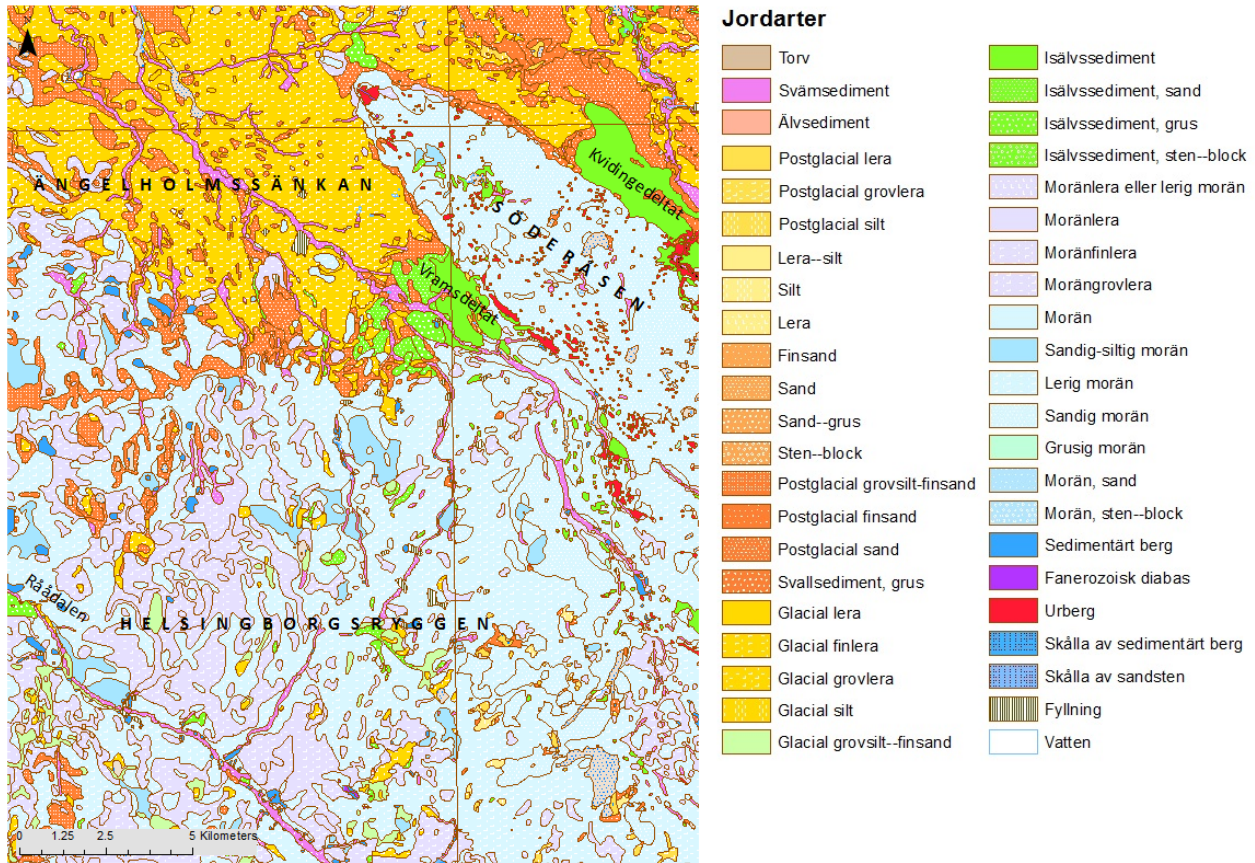 N
ÄNGELHOLMSSÄNKAN
Kvidingedeltat
SÖDERÅSEN
Vramsdeltat
Råådalen
HELSINGBORGSRYGGEN
0 1.25 2.5 5 Kilometers
Jordarter
Torv
Svämsediment
Älvsediment
Postglacial lera
Postglacial grovlera
Postglacial silt
Lera--silt
Silt
Lera
Finsand
Sand
Sand--grus
Sten--block
Postglacial grovsilt-finsand
Postglacial finsand
Postglacial sand
Svallsediment, grus
Glacial lera
Glacial finlera
Glacial grovlera
Glacial silt
Glacial grovsilt--finsand
Isälvssediment
Isälvssediment, sand
Isälvssediment, grus
Isälvssediment, sten--block
Moränlera eller lerig morän
Moränlera
Moränfinlera
Morängrovlera
Morän
Sandig-siltig morän
Lerig morän
Sandig morän
Grusig morän
Morän, sand
Morän, sten--block
Sedimentärt berg
Fanerozoisk diabas
Urberg
Skålla av sedimentärt berg
Skålla av sandsten
Fyllning
Vatten